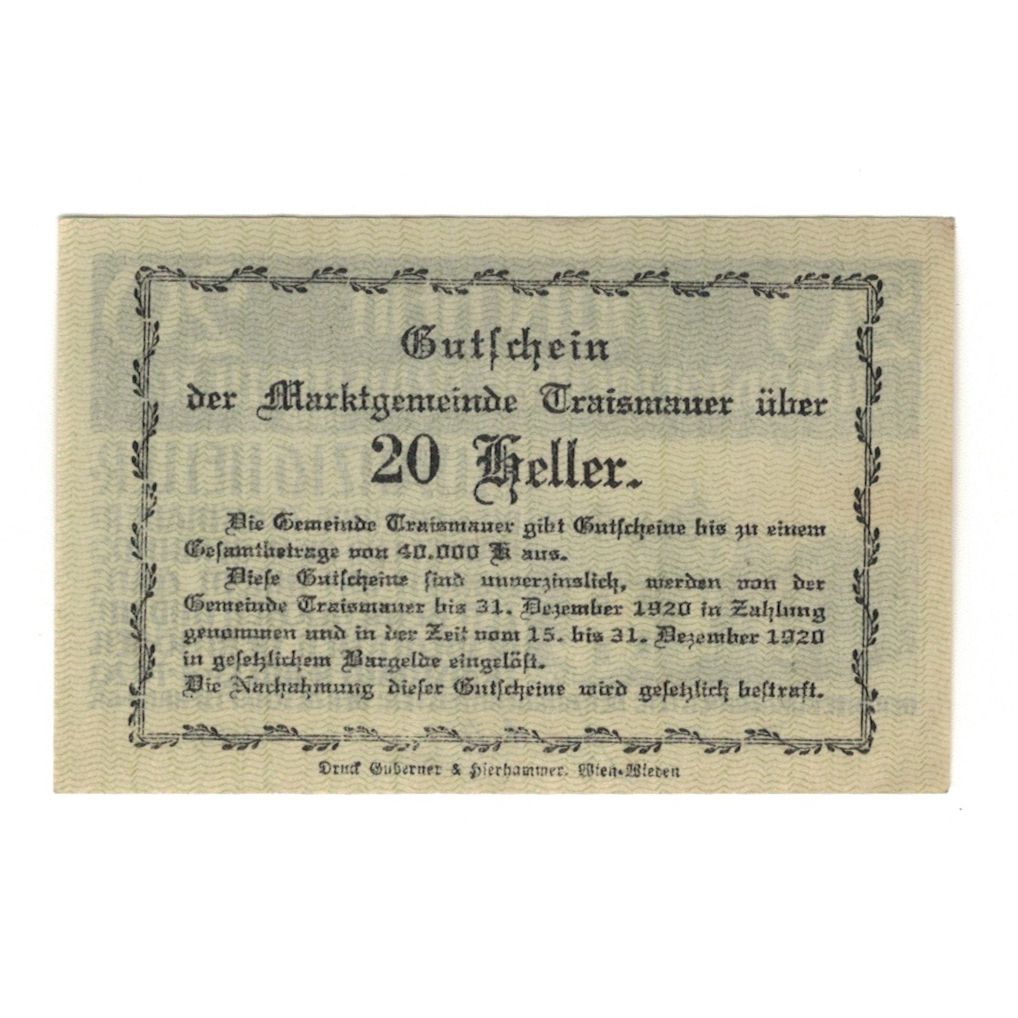 Gutschein
der Marktgemeinde Traismauer über
20 Heller.
Die Gemeinde Traismauer gibt Gutscheine bis zu einem
Gesamtbetrage von 40.000 K aus.
Diese Gutscheine sind unverzinslich, werden von der
Gemeinde Traismauer bis 31. Dezember 1920 in Zahlung
genommen und in der Zeit vom 15. bis 31. Dezember 1920
in gesetzlichem Bargelde eingelöst.
Die Nachahmung dieser Gutscheine wird gesetzlich bestraft.
Druck Guberner & Hierhammer, Wien-Wieden